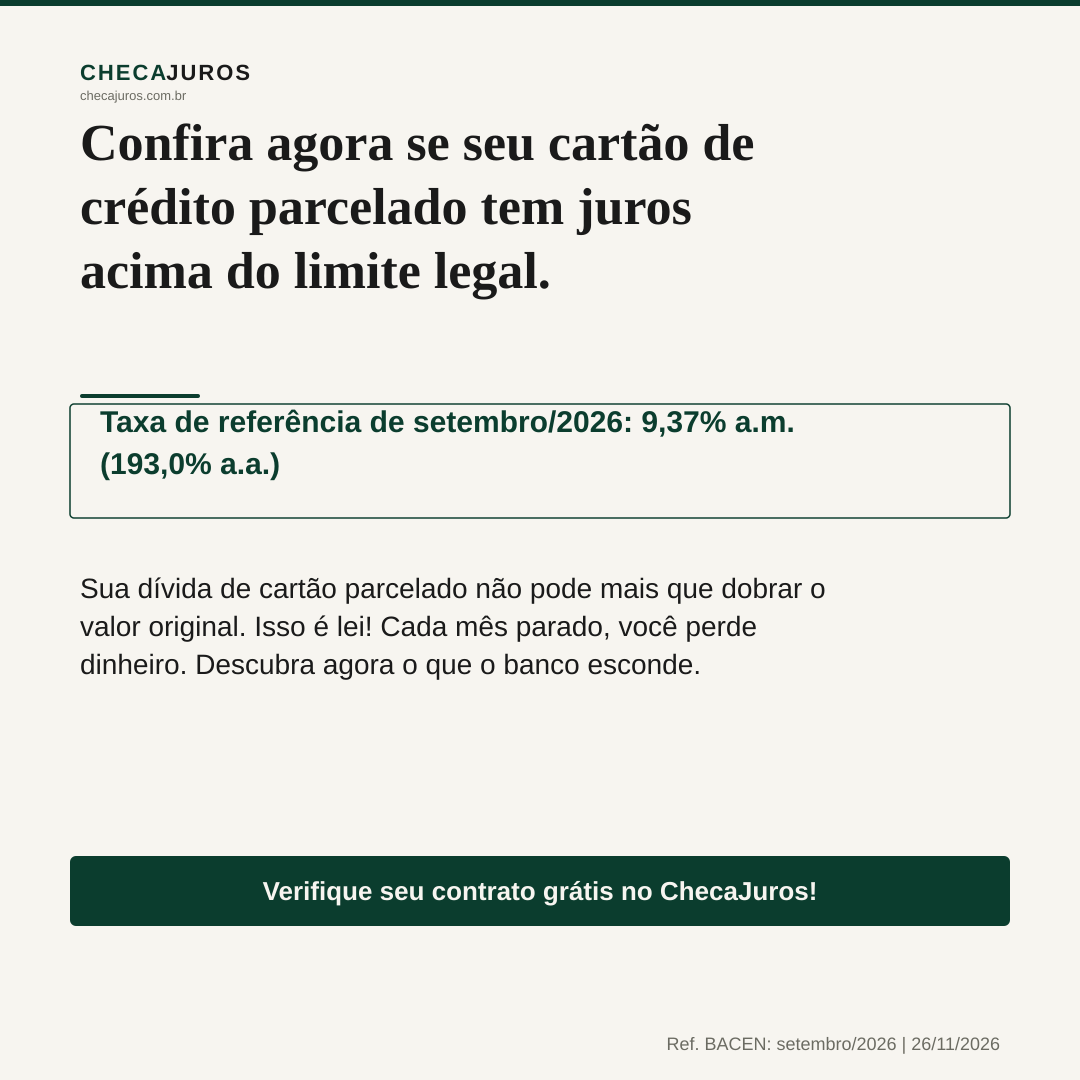 CHECAJUROS
checajuros.com.br
Confira agora se seu cartão de
crédito parcelado tem juros
acima do limite legal.
Taxa de referência de setembro/2026: 9,37% a.m.
(193,0% a.a.)
Sua dívida de cartão parcelado não pode mais que dobrar o
valor original. Isso é lei! Cada mês parado, você perde
dinheiro. Descubra agora o que o banco esconde.
Verifique seu contrato grátis no ChecaJuros!
Ref. BACEN: setembro/2026 | 26/11/2026